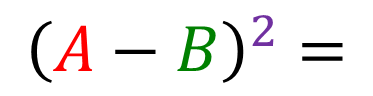 (A − B)² =